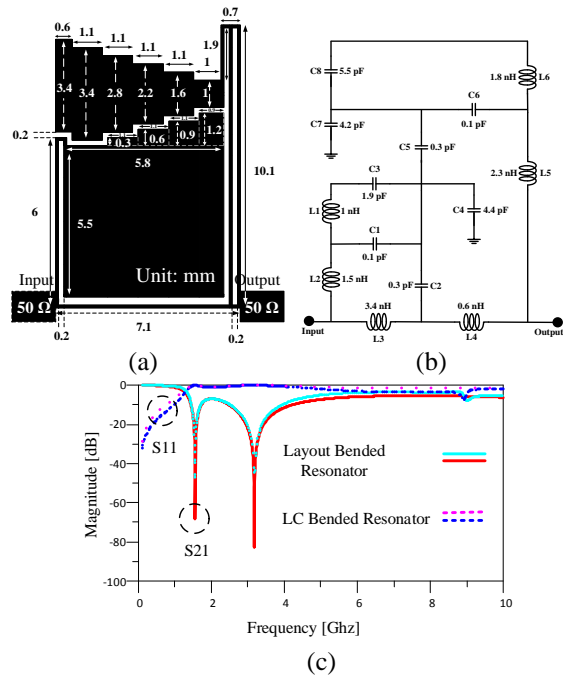 0.7
0.6
1.1
1.1
1.1
1.1
1
1.9
3.4
3.4
2.8
2.2
1.6
1
0.2
0.3
0.6
0.9
1.2
5.8
10.1
6
5.5
Unit: mm
Input
Output
50 Ω
50 Ω
0.2
7.1
0.2
(a)
C8
5.5 pF
1.8 nH
L6
C6
0.1 pF
C7
4.2 pF
C5
0.3 pF
2.3 nH
L5
C3
1.9 pF
L1
1 nH
C4
4.4 pF
C1
0.1 pF
L2
1.5 nH
0.3 pF
C2
3.4 nH
0.6 nH
Input
L3
L4
Output
(b)
0
-20
-40
-60
-80
-100
Magnitude [dB]
S11
S21
Layout Bended
Resonator
LC Bended Resonator
0
2
4
6
8
10
Frequency [Ghz]
(c)